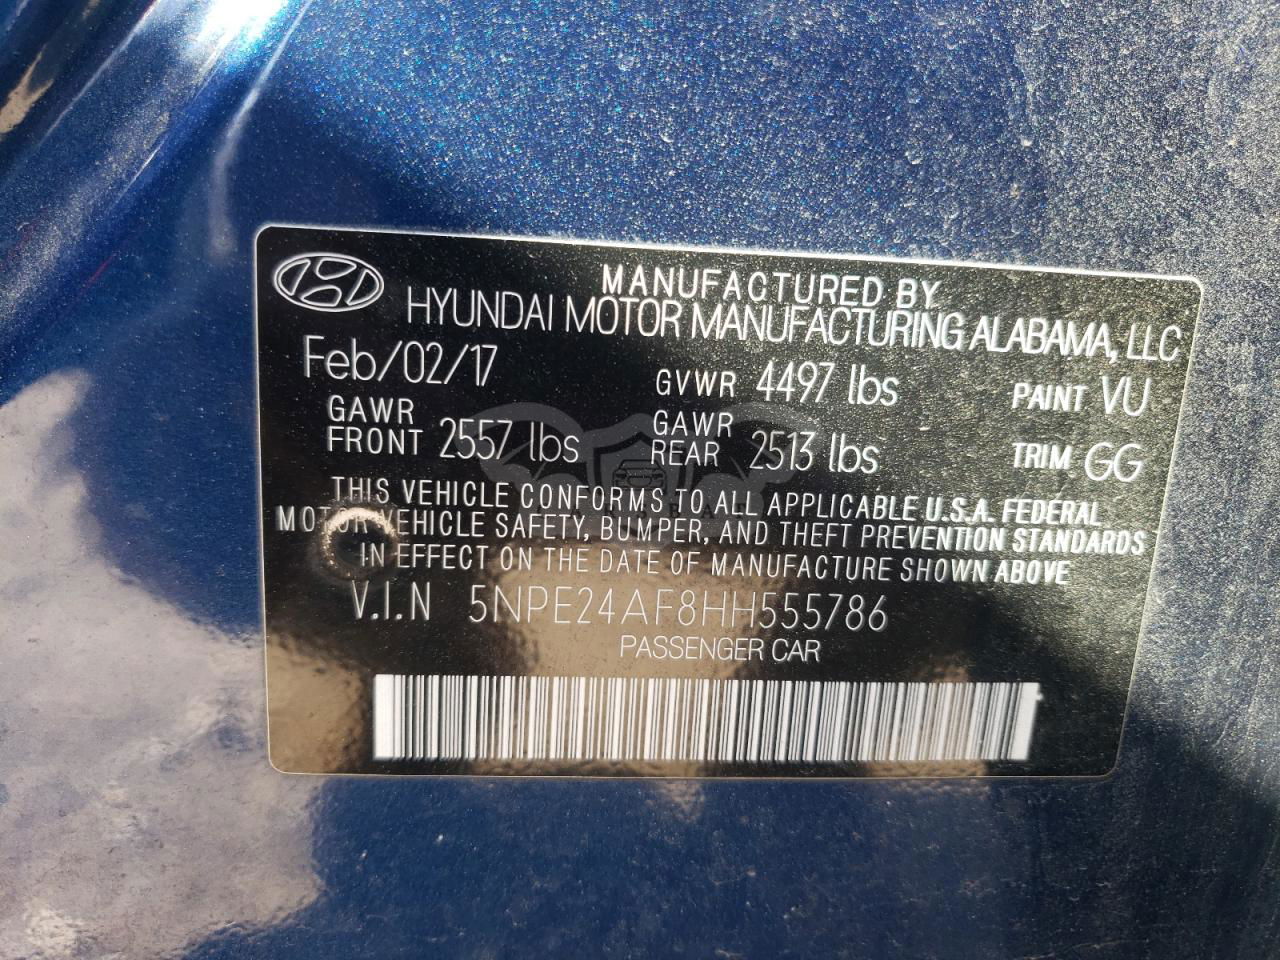 MANUFACTURED BY
HYUNDAI MOTOR MANUFACTURING ALABAMA, LLC
Feb/02/17 GVWR 4497 lbs PAINT VU
GAWR FRONT 2557 lbs GAWR REAR 2513 lbs TRIM GG
THIS VEHICLE CONFORMS TO ALL APPLICABLE U.S.A. FEDERAL
MOTOR VEHICLE SAFETY, BUMPER, AND THEFT PREVENTION STANDARDS
IN EFFECT ON THE DATE OF MANUFACTURE SHOWN ABOVE
V.I.N 5NPE24AF8HH555786
PASSENGER CAR